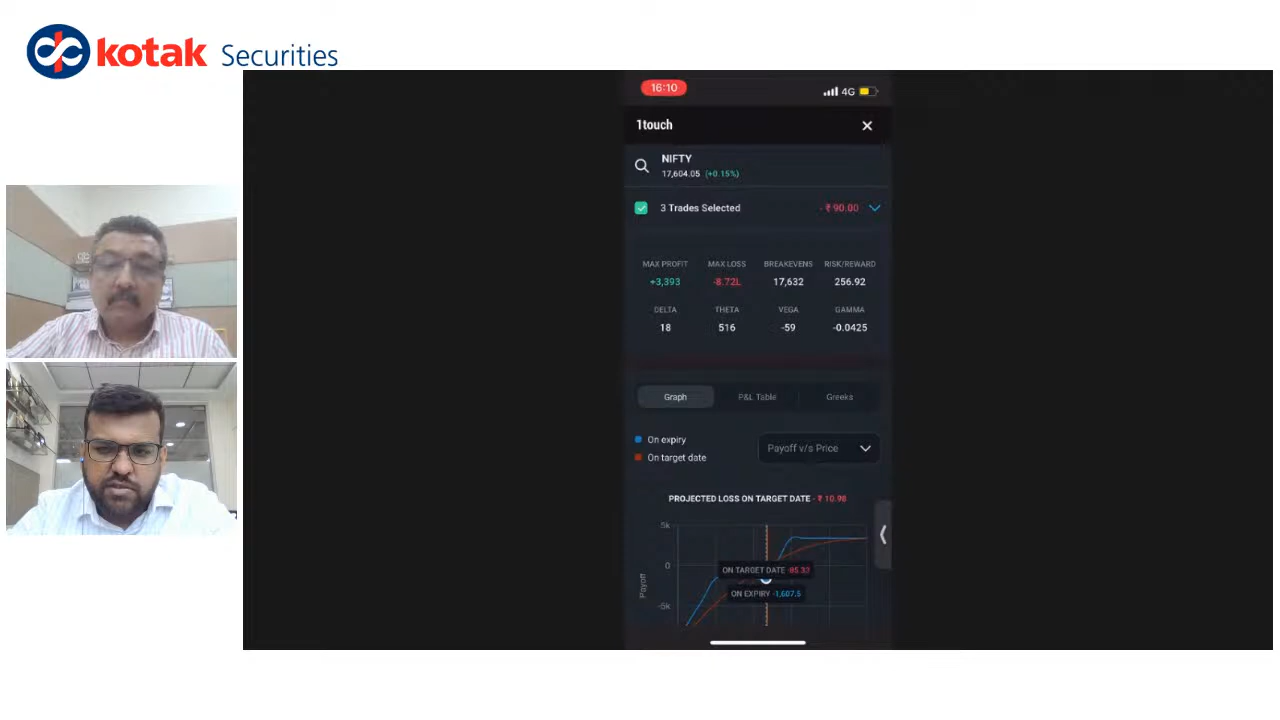 kotak Securities
16:10
4G
1touch
NIFTY
17,604.05 (+0.15%)
3 Trades Selected - ₹ 90.00
MAX PROFIT MAX LOSS BREAKEVENS RISK/REWARD
+3,393 -8.72L 17,632 256.92
DELTA THETA VEGA GAMMA
18 516 -59 -0.0425
Graph P&L Table Greeks
On expiry
On target date
Payoff v/s Price
PROJECTED LOSS ON TARGET DATE - ₹ 10.98
5k
0
-5k
Payoff
ON TARGET DATE -95.33
ON EXPIRY -1,607.5